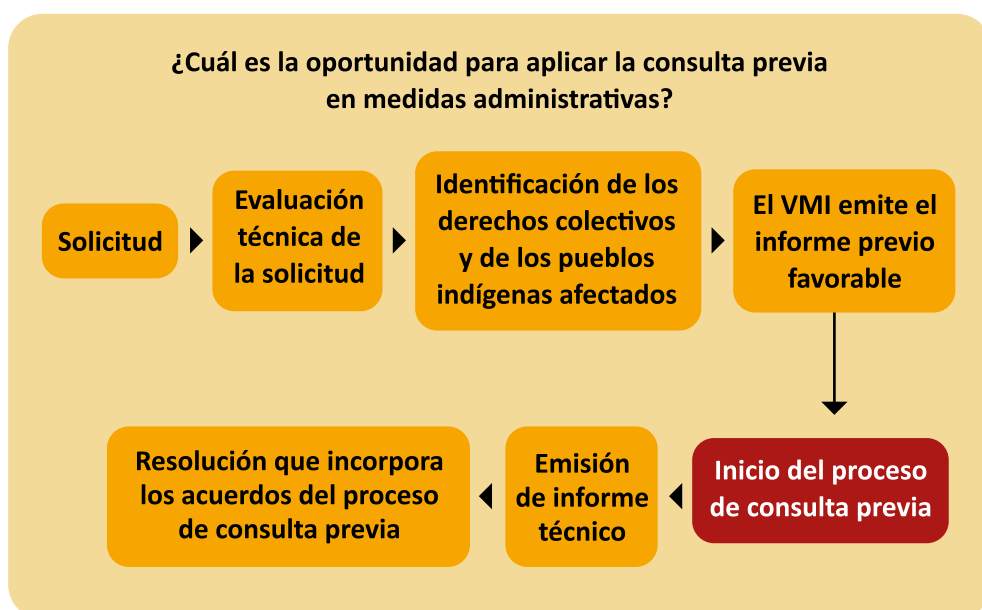 ¿Cuál es la oportunidad para aplicar la consulta previa
en medidas administrativas?
Solicitud
Evaluación
técnica de
la solicitud
Identificación de los
derechos colectivos
y de los pueblos
indígenas afectados
El VMI emite el
informe previo
favorable
Inicio del proceso
de consulta previa
Emisión
de informe
técnico
Resolución que incorpora
los acuerdos del proceso
de consulta previa